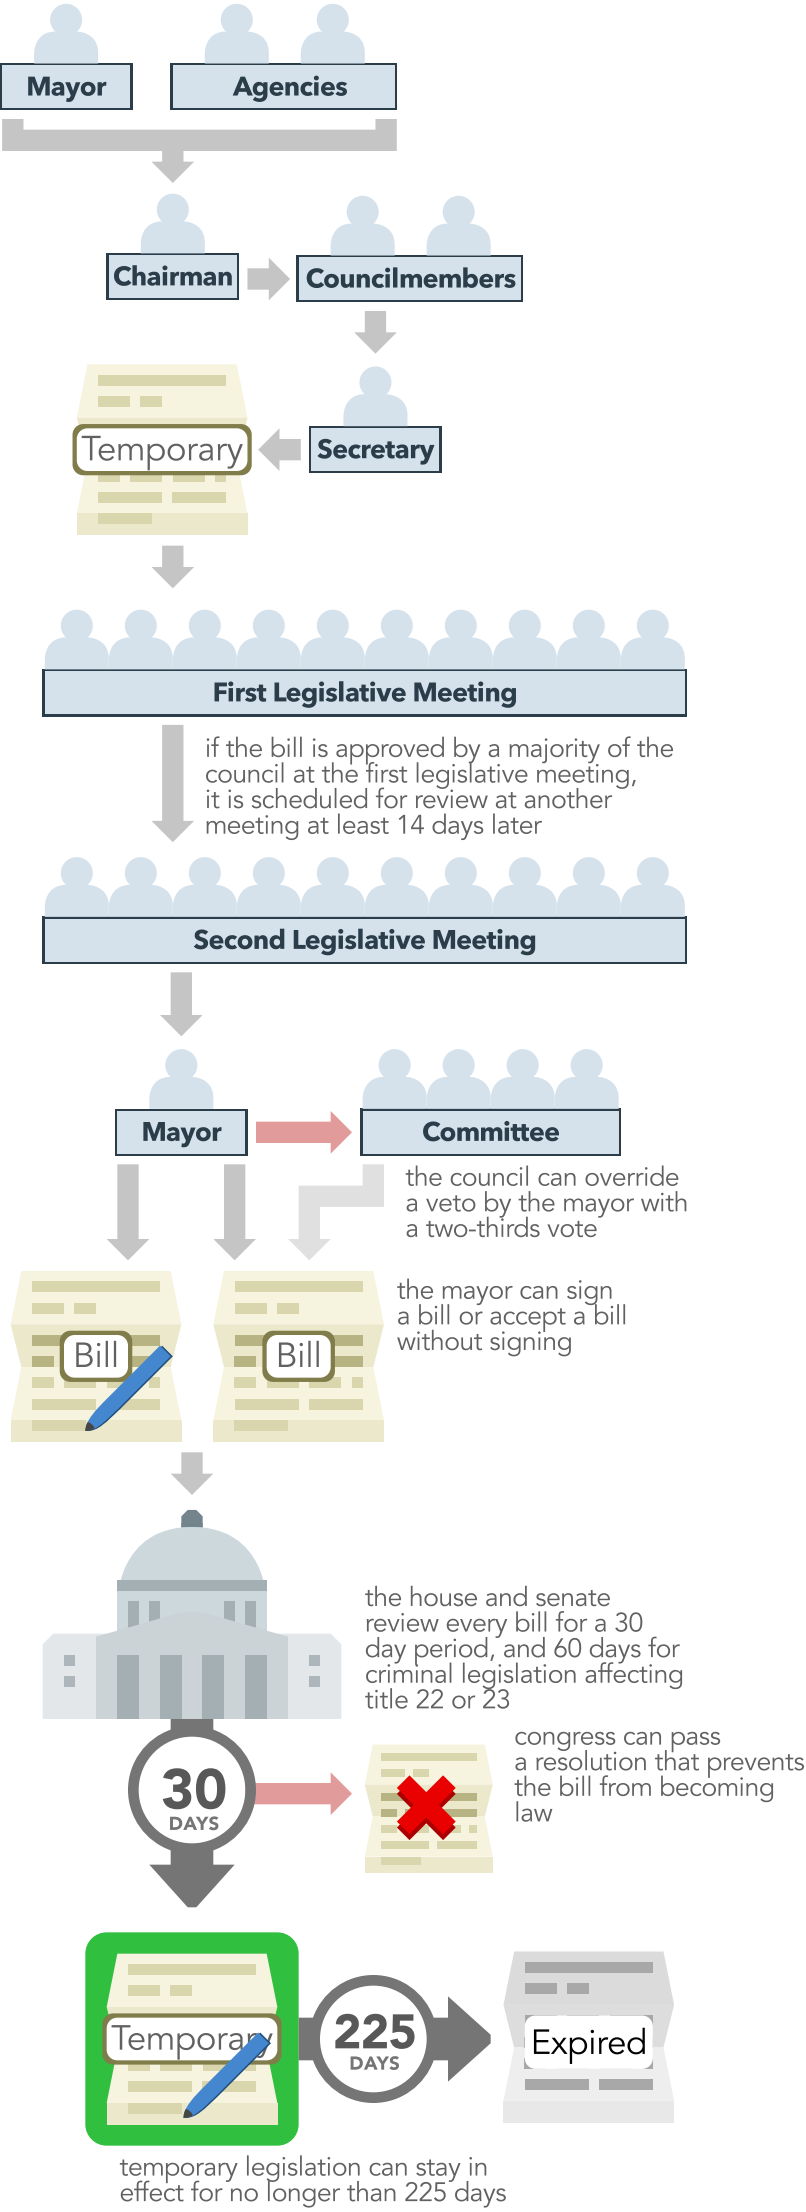 Mayor
Agencies
Chairman
Councilmembers
Temporary
Secretary
First Legislative Meeting
if the bill is approved by a majority of the
council at the first legislative meeting,
it is scheduled for review at another
meeting at least 14 days later
Second Legislative Meeting
Mayor
Committee
the council can override
a veto by the mayor with
a two-thirds vote
the mayor can sign
a bill or accept a bill
without signing
Bill
Bill
the house and senate
review every bill for a 30
day period, and 60 days for
criminal legislation affecting
title 22 or 23
congress can pass
a resolution that prevents
the bill from becoming
law
30
DAYS
Temporary
225
DAYS
Expired
temporary legislation can stay in
effect for no longer than 225 days